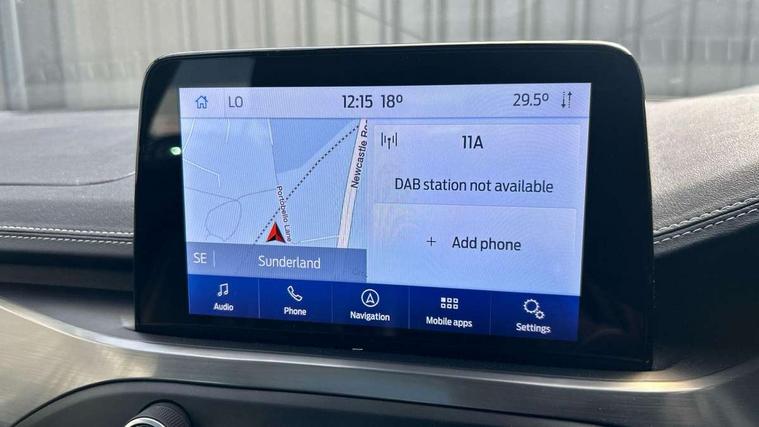 LO 12:15 18° 29.5°
Newcastle Ro
Portobello Lane
11A
DAB station not available
+ Add phone
SE Sunderland
Audio Phone Navigation Mobile apps Settings